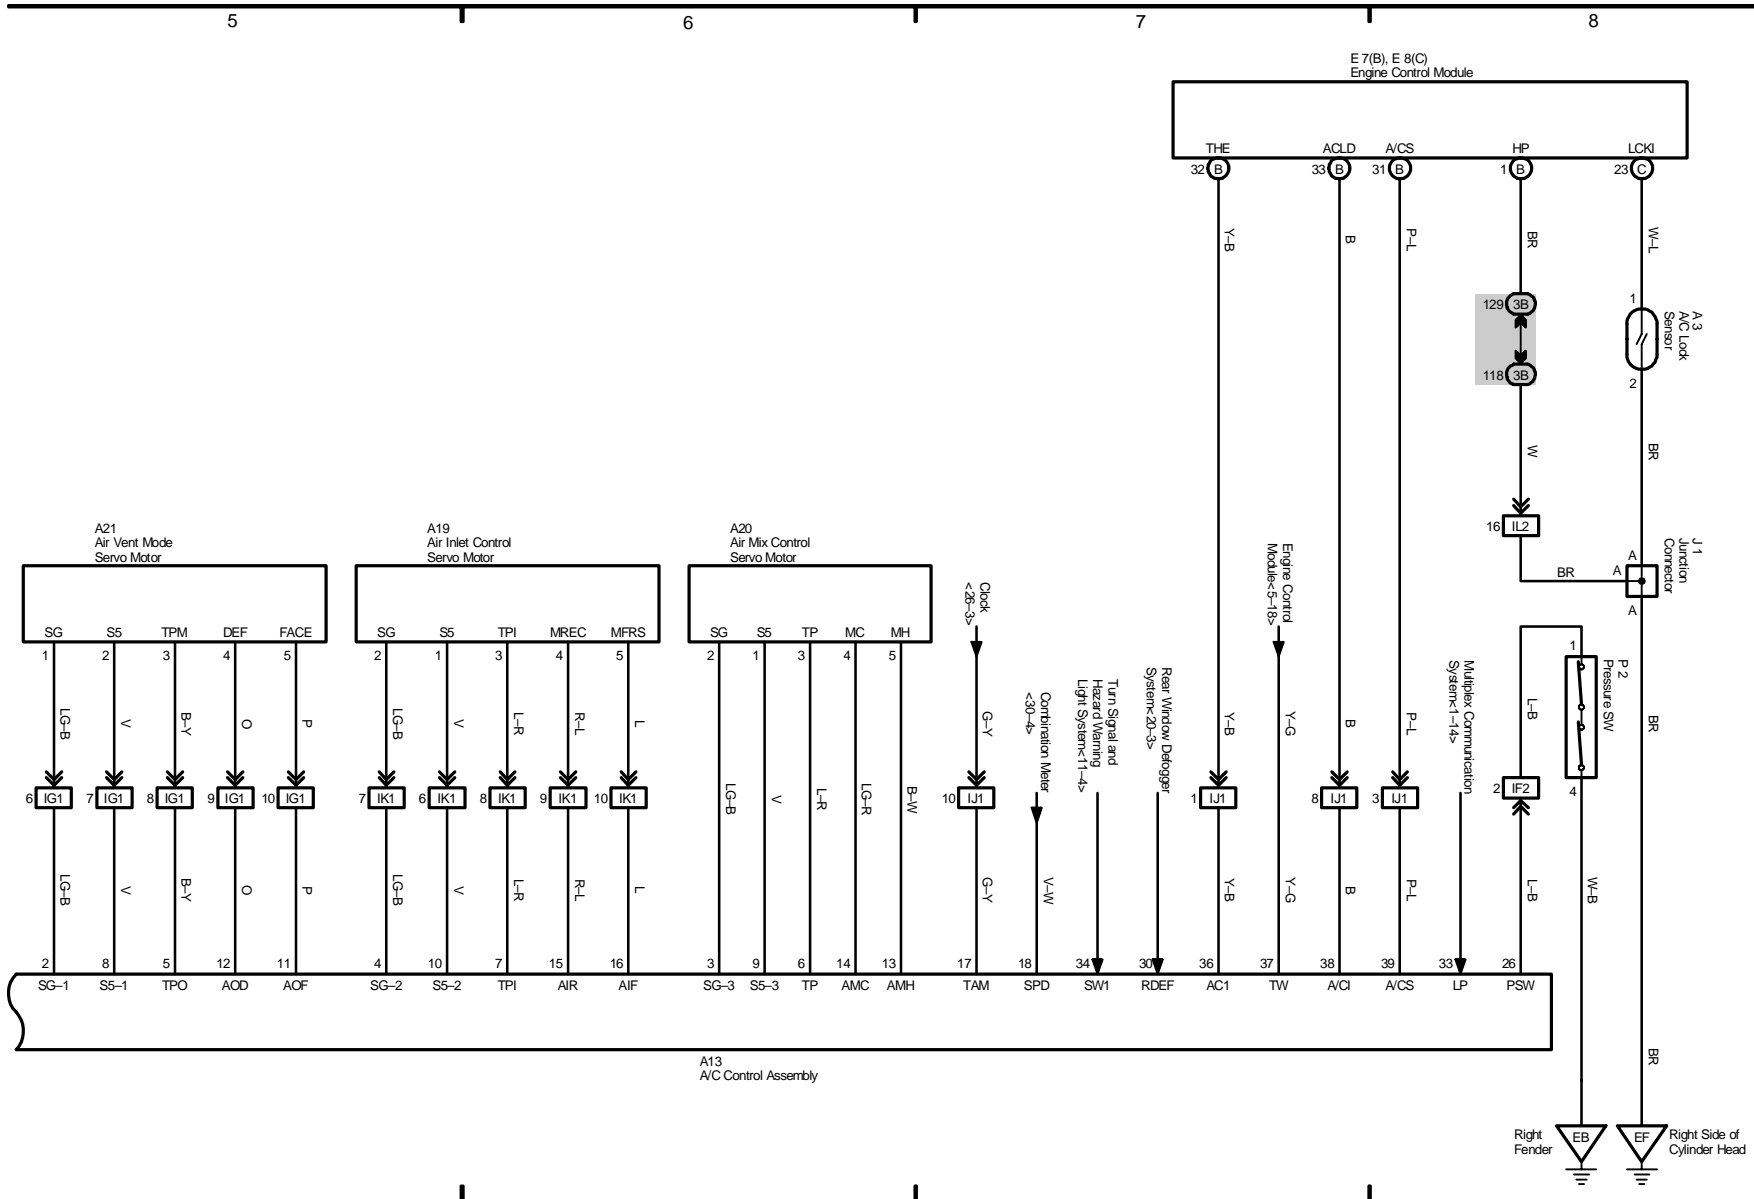 5
6
7
8
E 7(B), E 8(C)
Engine Control Module
THE
ACLD
A/CS
HP
LCKI
32 B
33 B
31 B
1 B
23 C
Y–B
B
P–L
BR
W–L
129 3B
118 3B
1
2
A 3
A/C Lock
Sensor
W
BR
16 IL2
BR
A
A
A
J 1
Junction
Connector
A21
Air Vent Mode
Servo Motor
A19
Air Inlet Control
Servo Motor
A20
Air Mix Control
Servo Motor
SG
S5
TPM
DEF
FACE
SG
S5
TPI
MREC
MFRS
SG
S5
TP
MC
MH
1
2
3
4
5
2
1
3
4
5
2
1
3
4
5
Clock
<26–3>
Engine Control
Module<5–18>
Combination Meter
<30–4>
Turn Signal and
Hazard Warning
Light System<11–4>
Rear Window Defogger
System<20–3>
Multiplex Communication
System<1–14>
1
4
P 2
Pressure SW
LG–B
V
B–Y
O
P
LG–B
V
L–R
R–L
L
G–Y
Y–B
Y–G
B
P–L
L–B
BR
6 IG1
7 IG1
8 IG1
9 IG1
10 IG1
7 IK1
6 IK1
8 IK1
9 IK1
10 IK1
LG–B
V
L–R
LG–R
B–W
10 IJ1
1 IJ1
8 IJ1
3 IJ1
2 IF2
LG–B
V
B–Y
O
P
LG–B
V
L–R
R–L
L
G–Y
V–W
Y–B
Y–G
B
P–L
L–B
W–B
2
8
5
12
11
4
10
7
15
16
3
9
6
14
13
17
18
34
30
36
37
38
39
33
26
SG–1
S5–1
TPO
AOD
AOF
SG–2
S5–2
TPI
AIR
AIF
SG–3
S5–3
TP
AMC
AMH
TAM
SPD
SW1
RDEF
AC1
TW
A/CI
A/CS
LP
PSW
A13
A/C Control Assembly
BR
Right
Fender
EB
EF
Right Side of
Cylinder Head